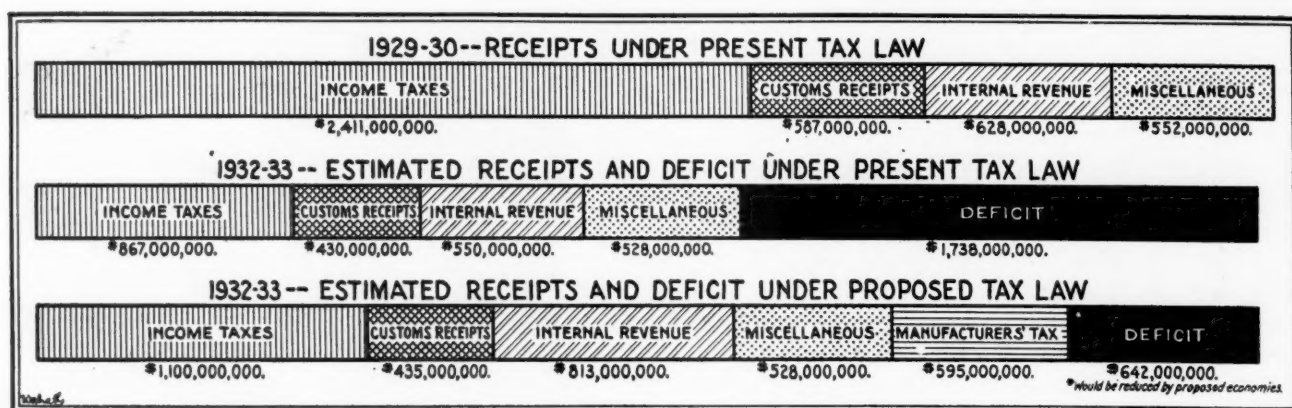 1929-30--RECEIPTS UNDER PRESENT TAX LAW
INCOME TAXES CUSTOMS RECEIPTS INTERNAL REVENUE MISCELLANEOUS
$2,411,000,000. $587,000,000. $628,000,000. $552,000,000.
1932-33-- ESTIMATED RECEIPTS AND DEFICIT UNDER PRESENT TAX LAW
INCOME TAXES CUSTOMS RECEIPTS INTERNAL REVENUE MISCELLANEOUS DEFICIT
$867,000,000. $430,000,000. $550,000,000. $528,000,000. $1,738,000,000.
1932-33-- ESTIMATED RECEIPTS AND DEFICIT UNDER PROPOSED TAX LAW
INCOME TAXES CUSTOMS RECEIPTS INTERNAL REVENUE MISCELLANEOUS MANUFACTURERS' TAX DEFICIT
$1,100,000,000. $435,000,000. $813,000,000. $528,000,000. $595,000,000. $642,000,000.
*Would be reduced by proposed economies.